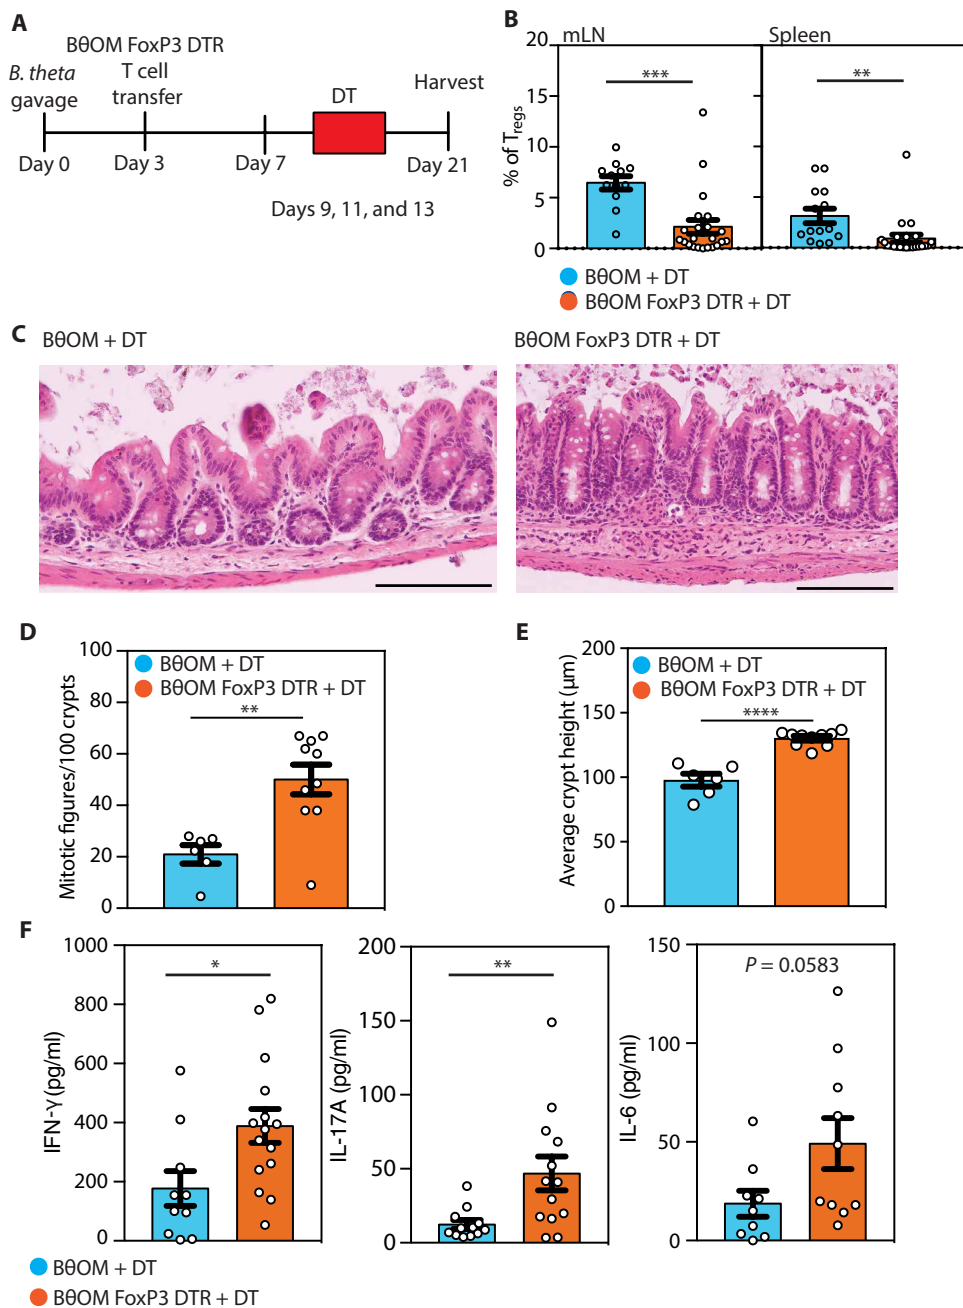 A
BθOM FoxP3 DTR
B. theta
gavage
T cell
transfer
DT
Harvest
Day 0
Day 3
Day 7
Day 21
Days 9, 11, and 13
B
mLN
Spleen
% of Tregs
20
15
10
5
0
***
**
BθOM + DT
BθOM FoxP3 DTR + DT
C
BθOM + DT
BθOM FoxP3 DTR + DT
D
Mitotic figures/100 crypts
100
80
60
40
20
0
BθOM + DT
BθOM FoxP3 DTR + DT
**
E
Average crypt height (μm)
200
150
100
50
0
BθOM + DT
BθOM FoxP3 DTR + DT
****
F
IFN-γ (pg/ml)
1000
800
600
400
200
0
*
IL-17A (pg/ml)
200
150
100
50
0
**
IL-6 (pg/ml)
150
100
50
0
P = 0.0583
BθOM + DT
BθOM FoxP3 DTR + DT